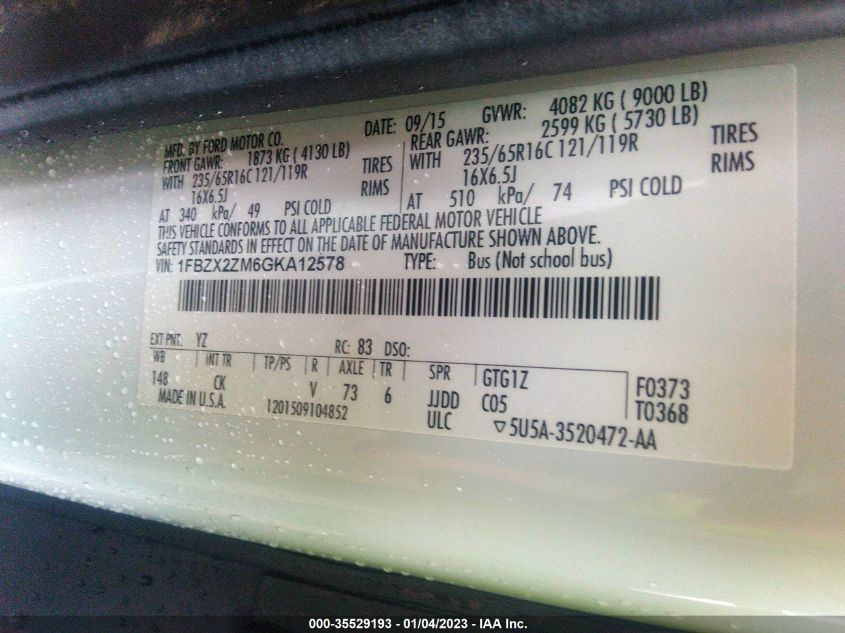 MFD. BY FORD MOTOR CO.
DATE: 09/15 GVWR: 4082 KG ( 9000 LB)
FRONT GAWR: 1873 KG ( 4130 LB)
WITH 235/65R16C 121/119R TIRES
16X6.5J RIMS
AT 340 kPa/ 49 PSI COLD
REAR GAWR: 2599 KG ( 5730 LB)
WITH 235/65R16C 121/119R TIRES
16X6.5J RIMS
AT 510 kPa/ 74 PSI COLD
THIS VEHICLE CONFORMS TO ALL APPLICABLE FEDERAL MOTOR VEHICLE
SAFETY STANDARDS IN EFFECT ON THE DATE OF MANUFACTURE SHOWN ABOVE.
VIN: 1FBZX2ZM6GKA12578 TYPE: Bus (Not school bus)
EXT PNT: YZ RC: 83 DSO:
WB INT TR TP/PS R AXLE TR SPR GTG1Z F0373
148 CK V 73 6 JJDD C05 T0368
MADE IN U.S.A. 1201509104852 ULC ▽5U5A-3520472-AA
000-35529193 - 01/04/2023 - IAA Inc.